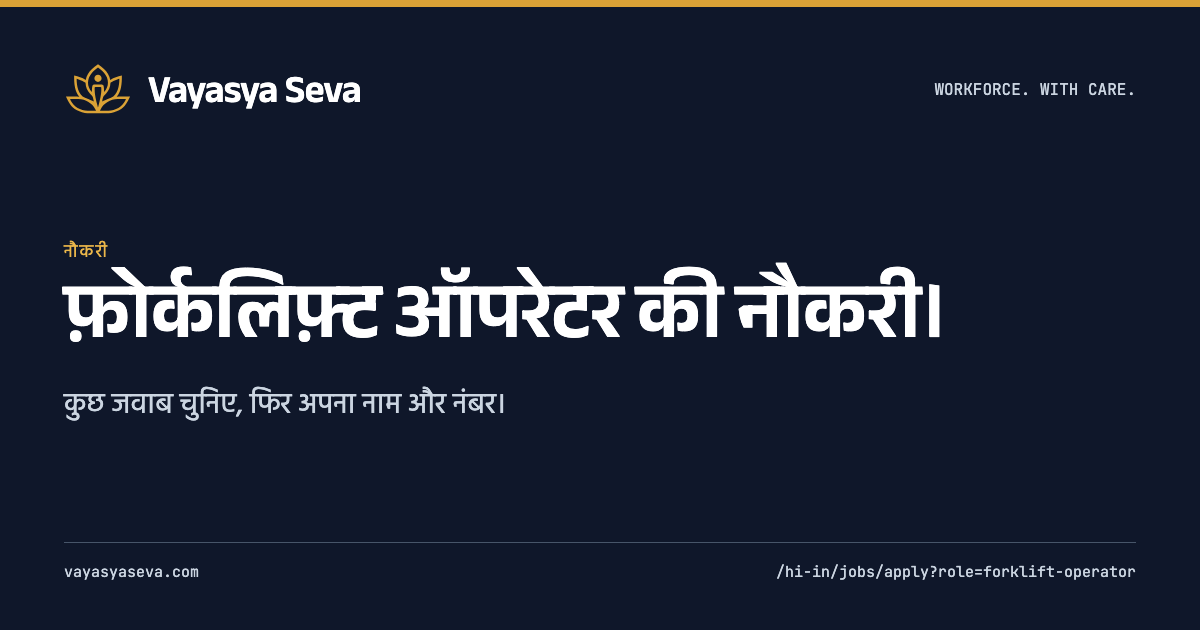 Vayasya Seva
WORKFORCE. WITH CARE.
नौकरी
फ़ोर्कलिफ़्ट ऑपरेटर की नौकरी।
कुछ जवाब चुनिए, फिर अपना नाम और नंबर।
vayasyaseva.com
/hi-in/jobs/apply?role=forklift-operator